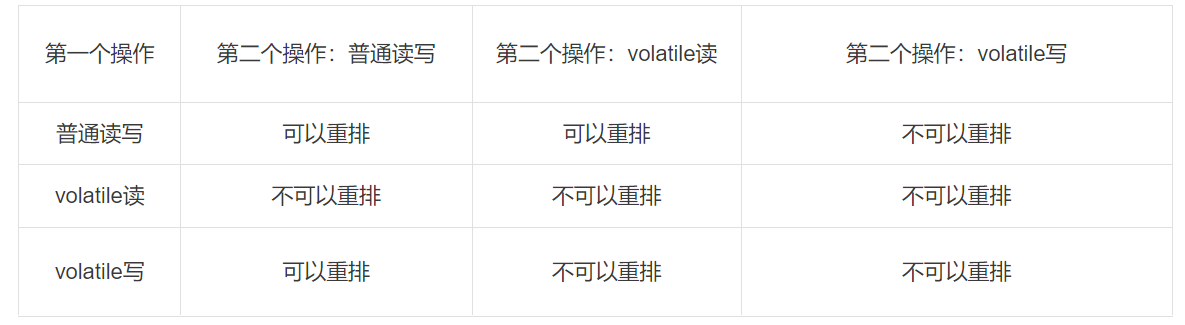 第一个操作 第二个操作：普通读写 第二个操作：volatile读 第二个操作：volatile写
普通读写 可以重排 可以重排 不可以重排
volatile读 不可以重排 不可以重排 不可以重排
volatile写 可以重排 不可以重排 不可以重排